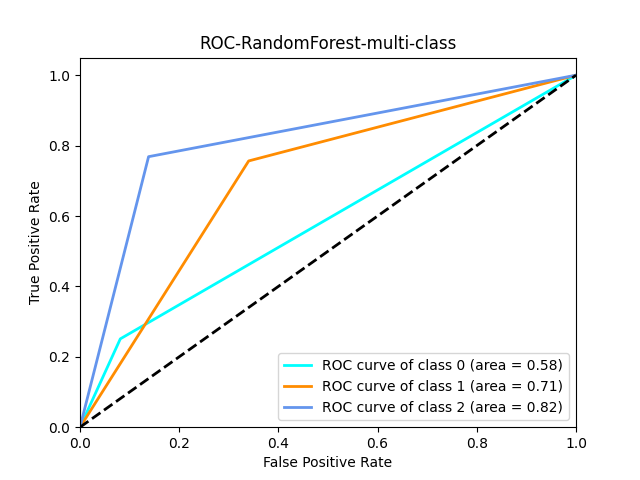 ROC-RandomForest-multi-class
True Positive Rate
1.0
0.8
0.6
0.4
0.2
0.0
ROC curve of class 0 (area = 0.58)
ROC curve of class 1 (area = 0.71)
ROC curve of class 2 (area = 0.82)
0.0 0.2 0.4 0.6 0.8 1.0
False Positive Rate